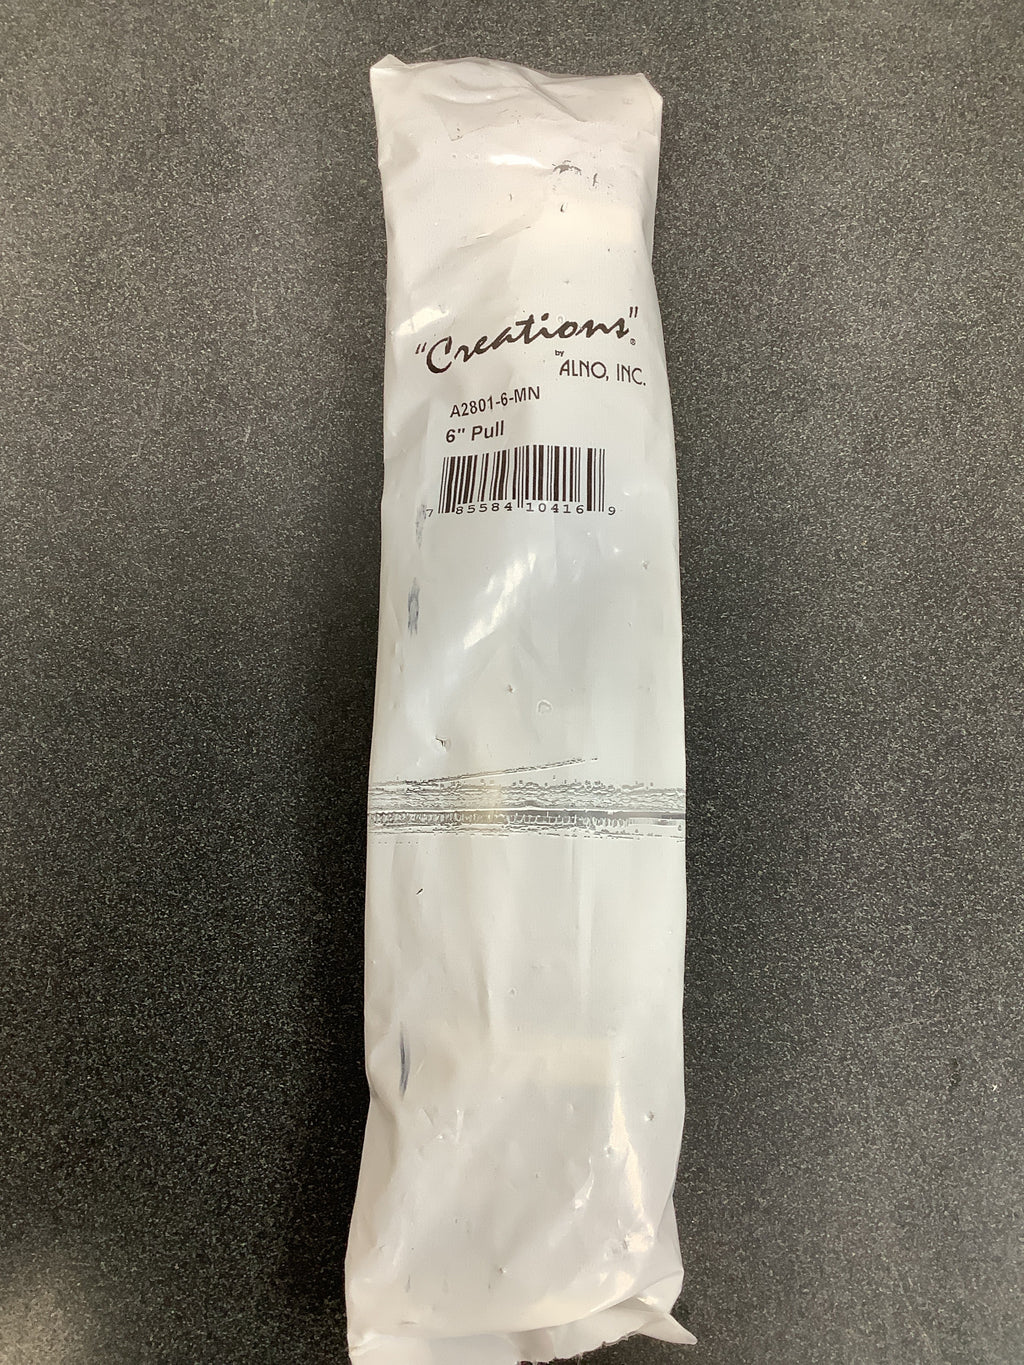 "Creations"®
by
ALNO, INC.
A2801-6-MN
6" Pull
7 85584 10416 9